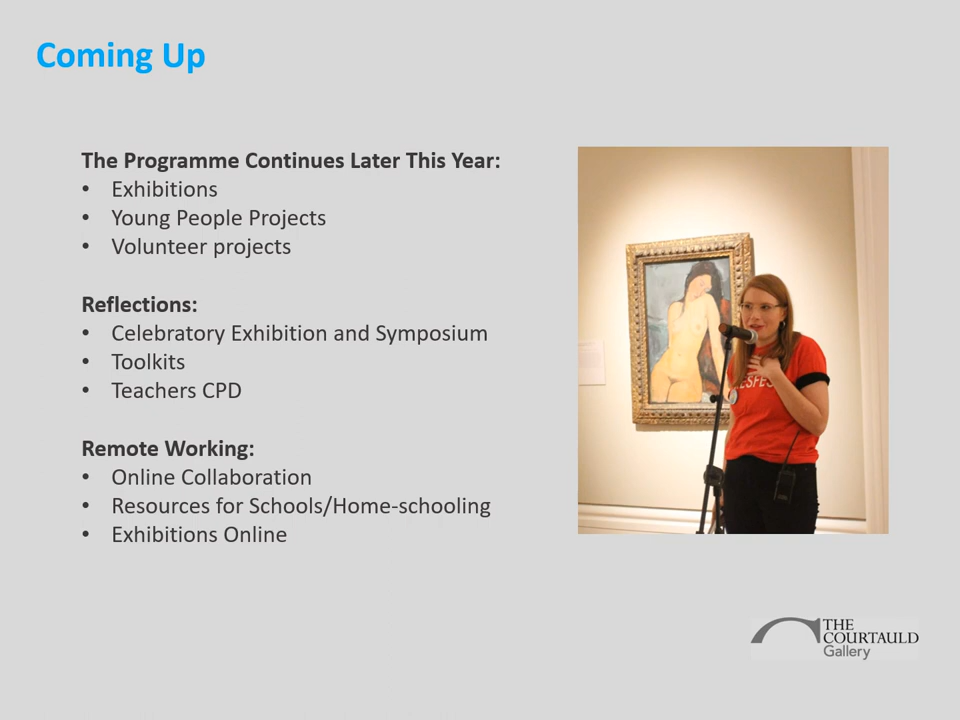 Coming Up
The Programme Continues Later This Year:
• Exhibitions
• Young People Projects
• Volunteer projects
Reflections:
• Celebratory Exhibition and Symposium
• Toolkits
• Teachers CPD
Remote Working:
• Online Collaboration
• Resources for Schools/Home-schooling
• Exhibitions Online
THE
COURTAULD
Gallery